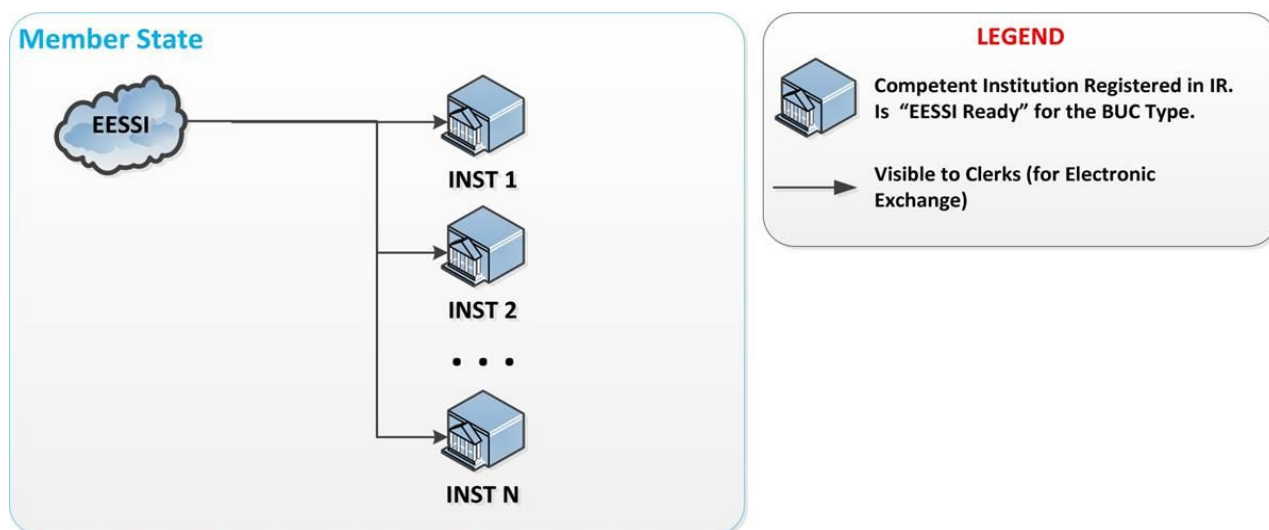 Member State
EESSI
INST 1
INST 2
. . .
INST N
LEGEND
Competent Institution Registered in IR.
Is “EESSI Ready” for the BUC Type.
Visible to Clerks (for Electronic
Exchange)